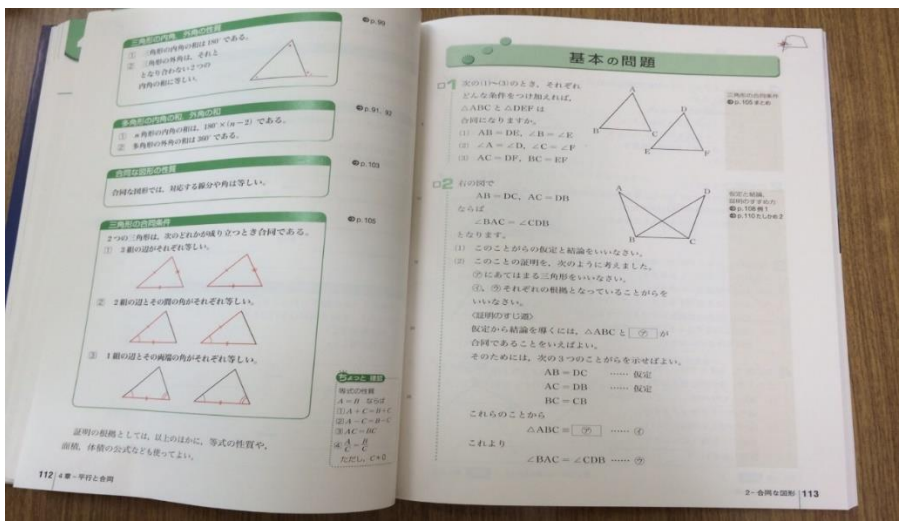 三角形の内角，外角の性質
p.90
① 三角形の内角の和は180°である。
② 三角形の外角は，それと
となり合わない2つの
内角の和に等しい。
多角形の内角の和，外角の和
p.91，92
① n角形の内角の和は，180°×(n－2) である。
② 多角形の外角の和は360°である。
合同な図形の性質
p.103
合同な図形では，対応する線分や角は等しい。
三角形の合同条件
p.105
2つの三角形は，次のどれかが成り立つとき合同である。
① 3組の辺がそれぞれ等しい。
② 2組の辺とその間の角がそれぞれ等しい。
③ 1組の辺とその両端の角がそれぞれ等しい。
ちょっと確認
等式の性質
A＝B ならば
① A＋C＝B＋C
② A－C＝B－C
③ AC＝BC
④ A/C＝B/C
ただし，C≠0
証明の根拠としては，以上のほかに，等式の性質や，
面積，体積の公式なども使ってよい。
112 4章－平行と合同
基本の問題
1 次の(1)～(3)のとき，それぞれ
どんな条件をつけ加えれば，
△ABC と △DEF は
合同になりますか。
(1) AB＝DE，∠B＝∠E
(2) ∠A＝∠D，∠C＝∠F
(3) AC＝DF，BC＝EF
A
B
C
D
E
F
三角形の合同条件
p.105 まとめ
2 右の図で
AB＝DC，AC＝DB
ならば
∠BAC＝∠CDB
となります。
A
D
B
C
仮定と結論，
証明のすすめ方
p.108 例1
p.110 たしかめ2
(1) このことがらの仮定と結論をいいなさい。
(2) このことの証明を，次のように考えました。
㋐にあてはまる三角形をいいなさい。
㋑，㋒それぞれの根拠となっていることがらを
いいなさい。
〈証明のすじ道〉
仮定から結論を導くには，△ABC と ㋐ が
合同であることをいえばよい。
そのためには，次の3つのことがらを示せばよい。
AB＝DC …… 仮定
AC＝DB …… 仮定
BC＝CB
これらのことから
△ABC≡ ㋐ …… ㋑
これより
∠BAC＝∠CDB …… ㋒
2－合同な図形 113